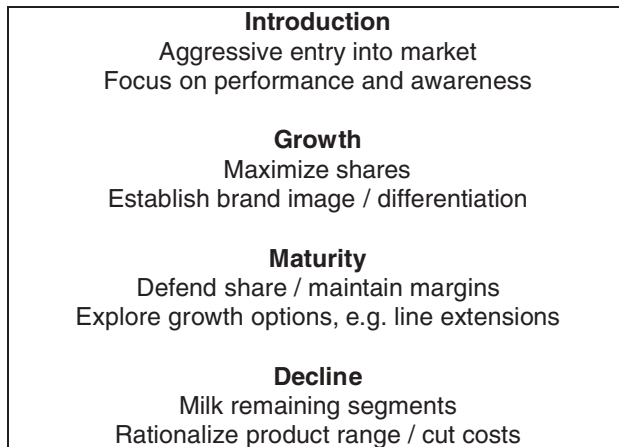 Introduction
Aggressive entry into market
Focus on performance and awareness
Growth
Maximize shares
Establish brand image / differentiation
Maturity
Defend share / maintain margins
Explore growth options, e.g. line extensions
Decline
Milk remaining segments
Rationalize product range / cut costs